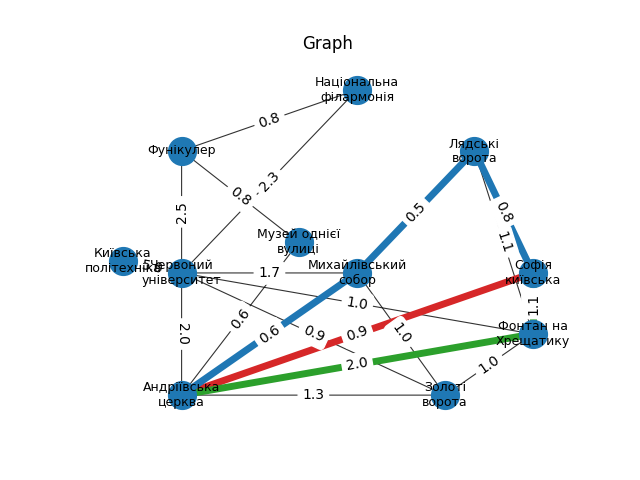 Graph
Національна
філармонія
0.8
Фунікулер
Лядські
ворота
2.3
0.8
2.5
0.5
0.8
Музей однієї
вулиці
1.1
Київська
політехніка
Червоний
університет
1.7
Михайлівський
собор
Софія
київська
1.0
1.1
0.6
0.9
2.0
0.6
0.9
1.0
Фонтан на
Хрещатику
2.0
1.0
Андріївська
церква
1.3
Золоті
ворота